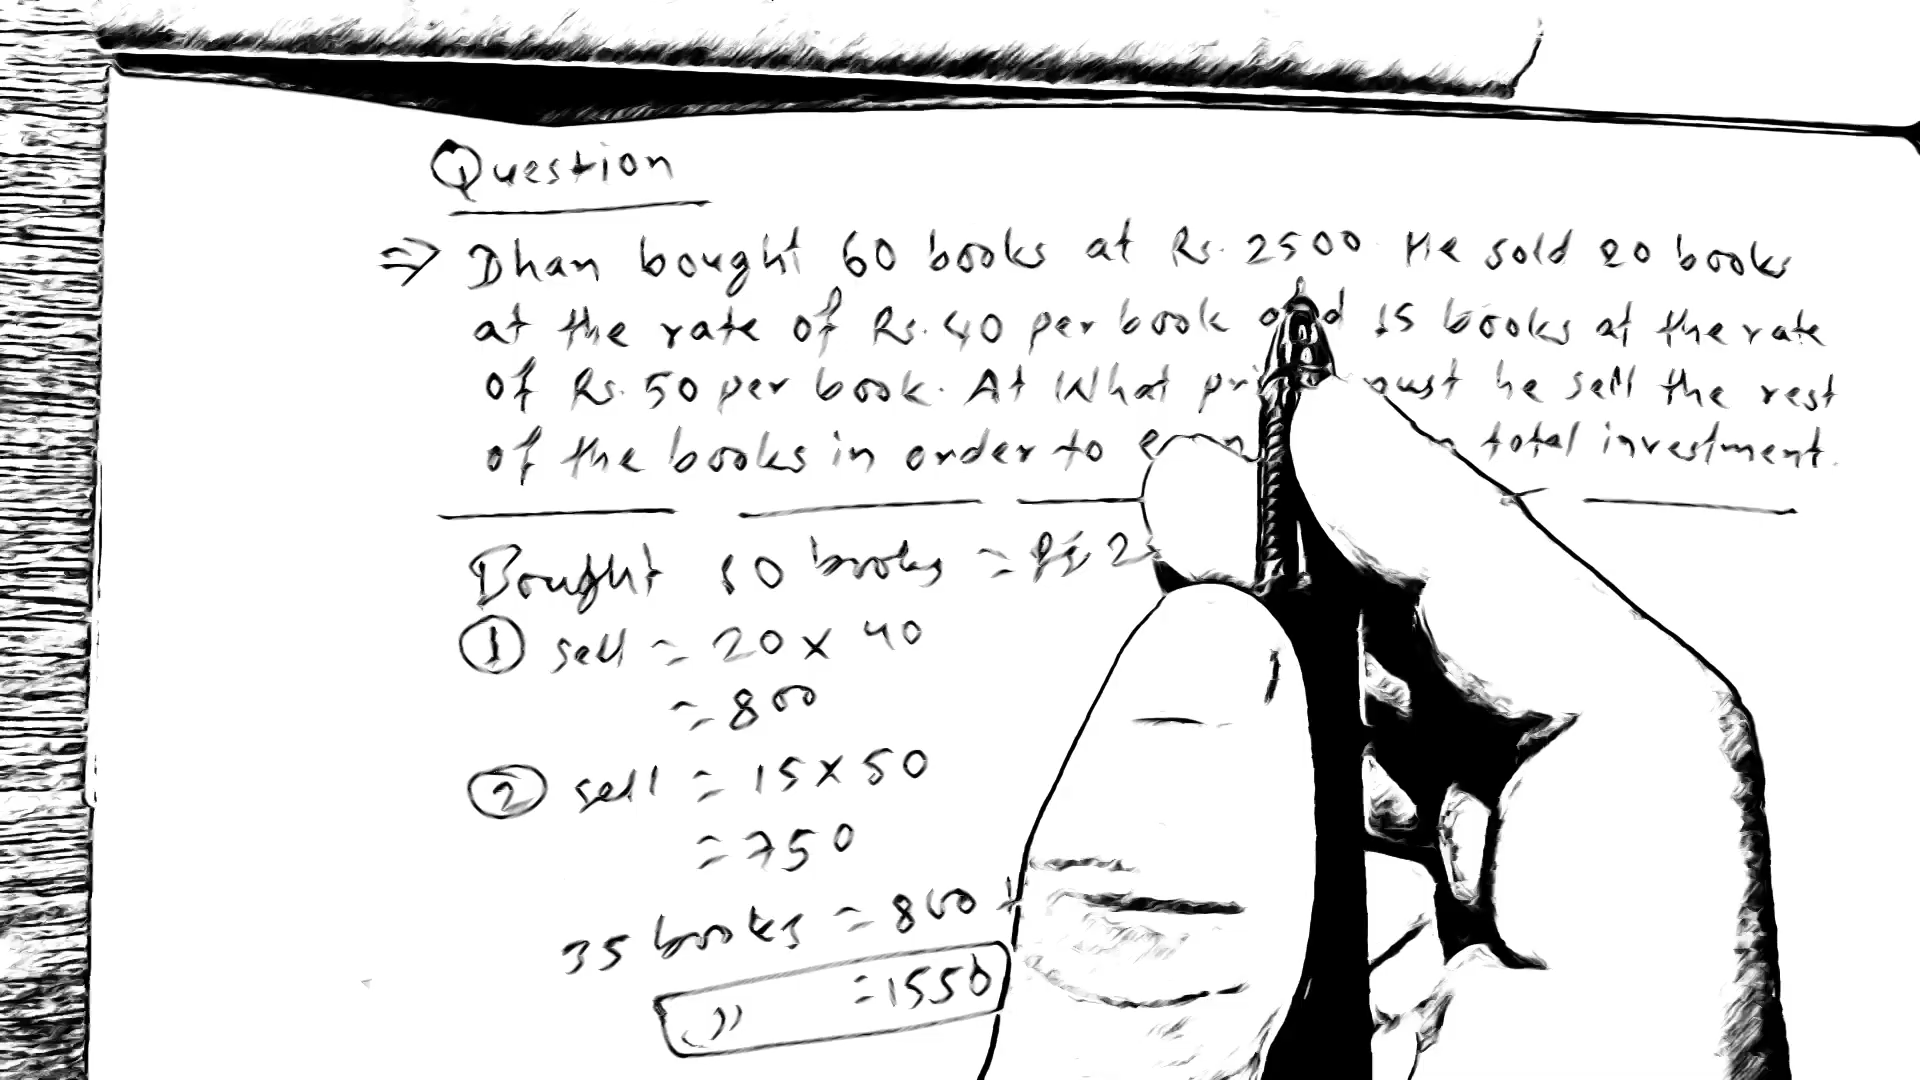 Question
⇒ Dhan bought 60 books at Rs. 2500 He sold 20 books
at the rate of Rs. 40 per book 15 books at the rate
of Rs. 50 per book. At What he sell the rest
of the books in order to total investment.
Bought 60 books = Rs 2
① sell = 20 x 40
= 800
② sell = 15 x 50
= 750
35 books = 800 +
" = 1550